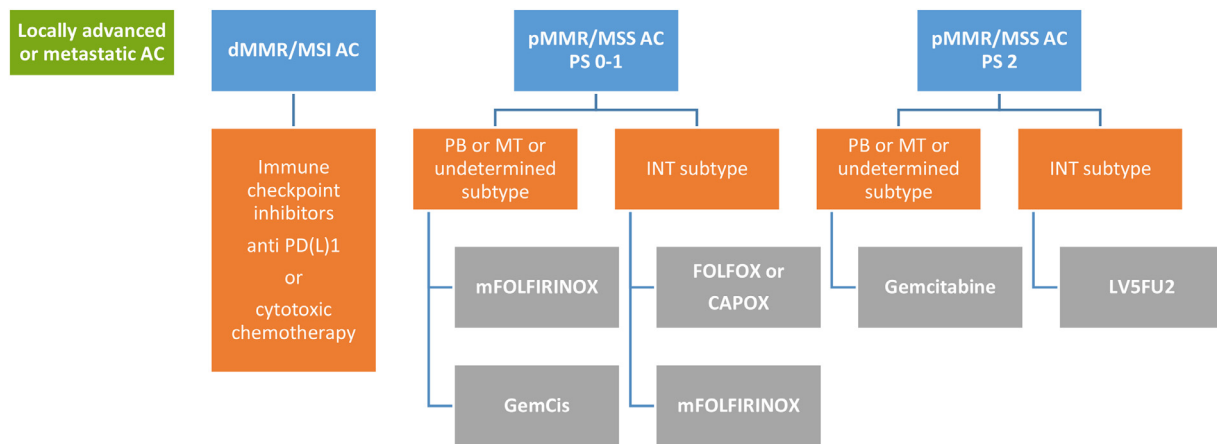 Locally advanced
or metastatic AC
dMMR/MSI AC
pMMR/MSS AC
PS 0-1
pMMR/MSS AC
PS 2
Immune
checkpoint
inhibitors
anti PD(L)1
or
cytotoxic
chemotherapy
PB or MT or
undetermined
subtype
INT subtype
PB or MT or
undetermined
subtype
INT subtype
mFOLFIRINOX
FOLFOX or
CAPOX
Gemcitabine
LV5FU2
GemCis
mFOLFIRINOX